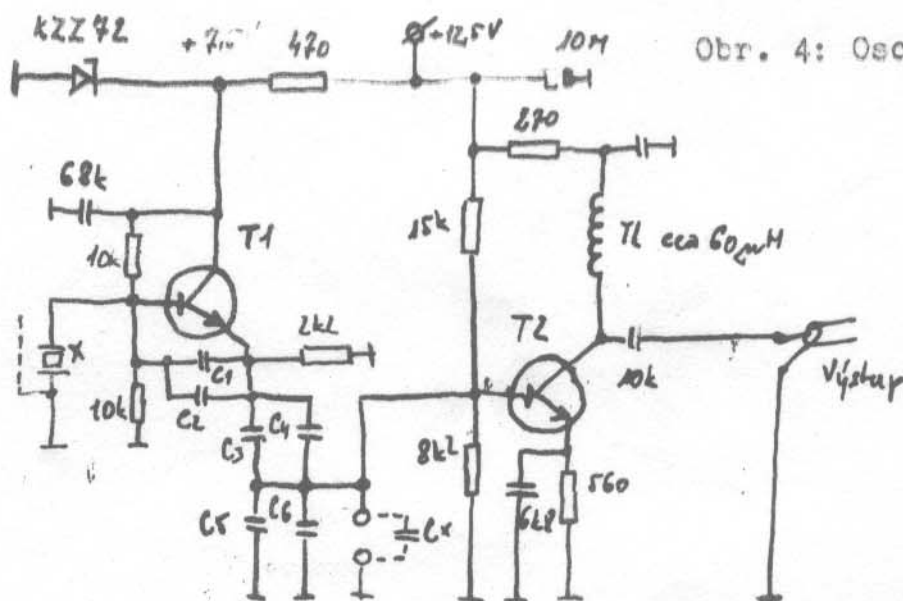 KZZ72
470
+12,5V
10M
Obr. 4: Osc
270
68k
T1
15k
Tl cca 60μH
10k
2k2
T2
X
C1
10k
Výstup
10k
C2
C3
C4
8k2
560
6k8
C5
C6
Cx